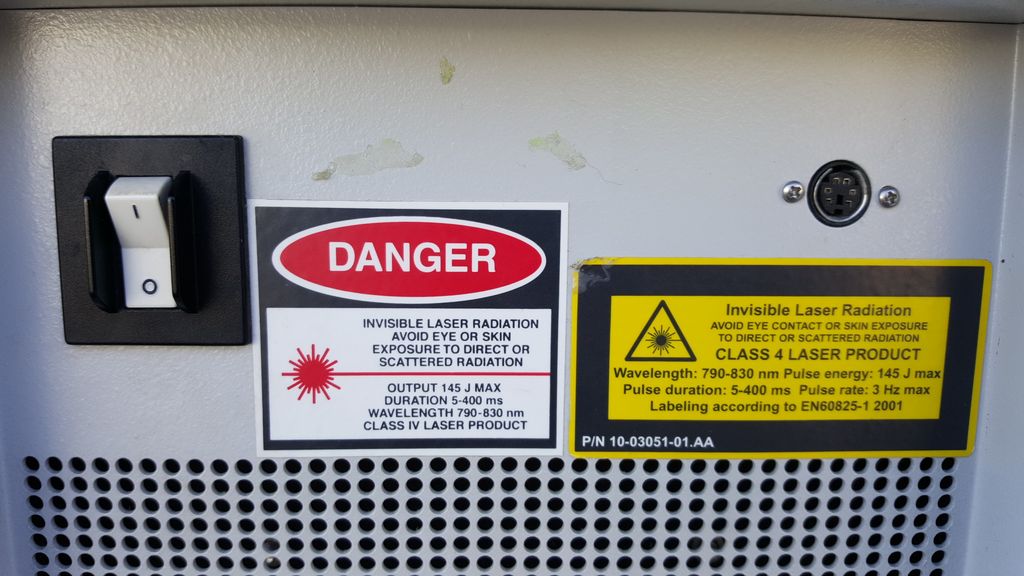 I
O
DANGER
INVISIBLE LASER RADIATION
AVOID EYE OR SKIN
EXPOSURE TO DIRECT OR
SCATTERED RADIATION
OUTPUT 145 J MAX
DURATION 5-400 ms
WAVELENGTH 790-830 nm
CLASS IV LASER PRODUCT
Invisible Laser Radiation
AVOID EYE CONTACT OR SKIN EXPOSURE
TO DIRECT OR SCATTERED RADIATION
CLASS 4 LASER PRODUCT
Wavelength: 790-830 nm Pulse energy: 145 J max
Pulse duration: 5-400 ms Pulse rate: 3 Hz max
Labeling according to EN60825-1 2001
P/N 10-03051-01.AA